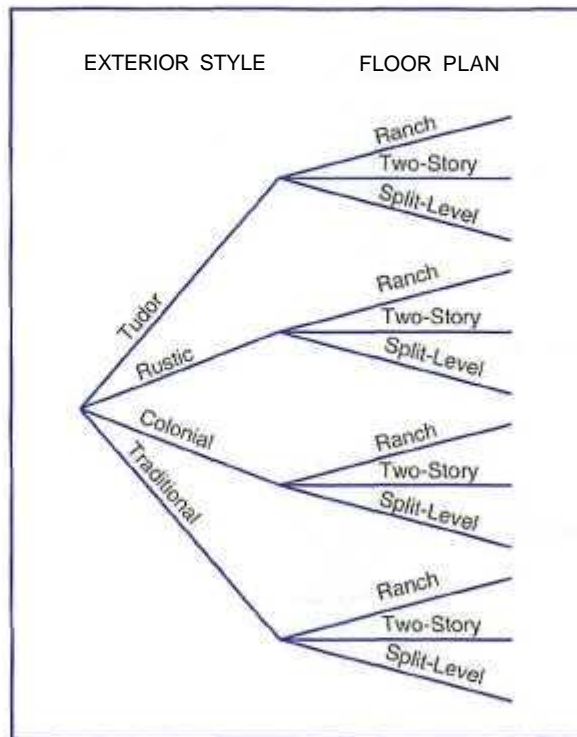 EXTERIOR STYLE FLOOR PLAN
Ranch
Two-Story
Split-Level
Tudor
Ranch
Two-Story
Rustic
Split-Level
Colonial
Ranch
Two-Story
Traditional
Split-Level
Ranch
Two-Story
Split-Level